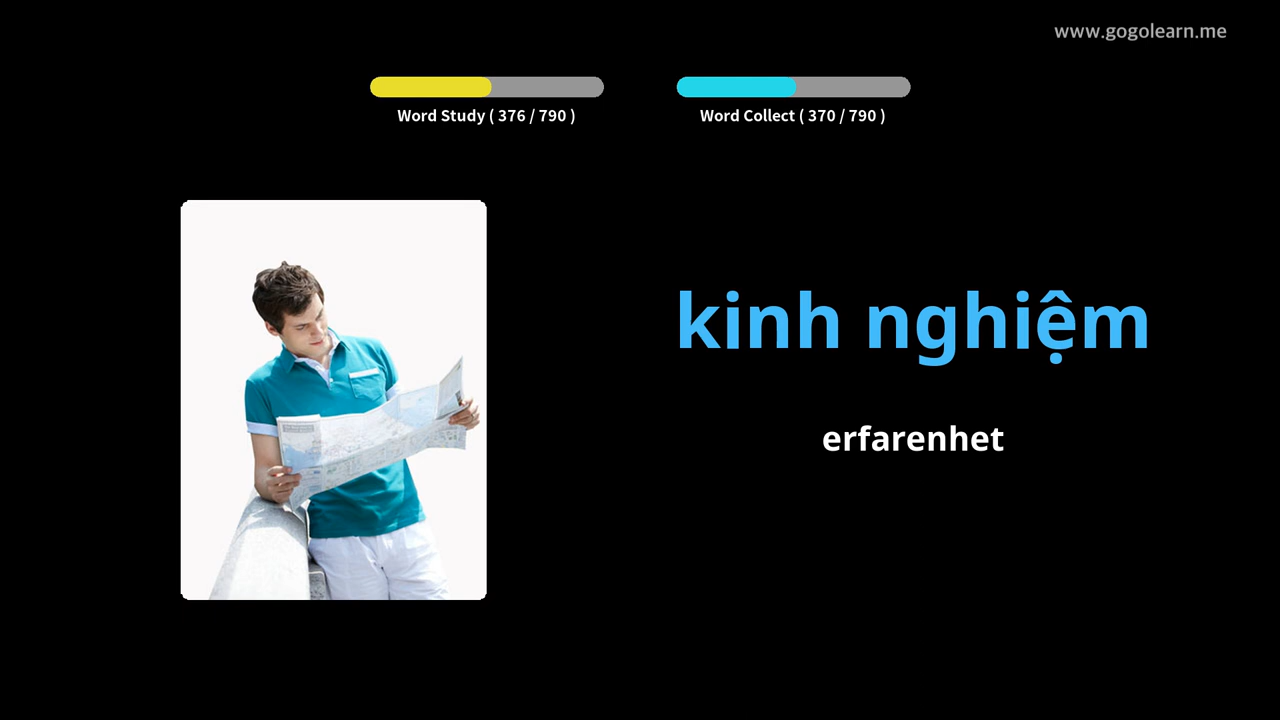 www.gogolearn.me
Word Study ( 376 / 790 )
Word Collect ( 370 / 790 )
kinh nghiệm
erfarenhet